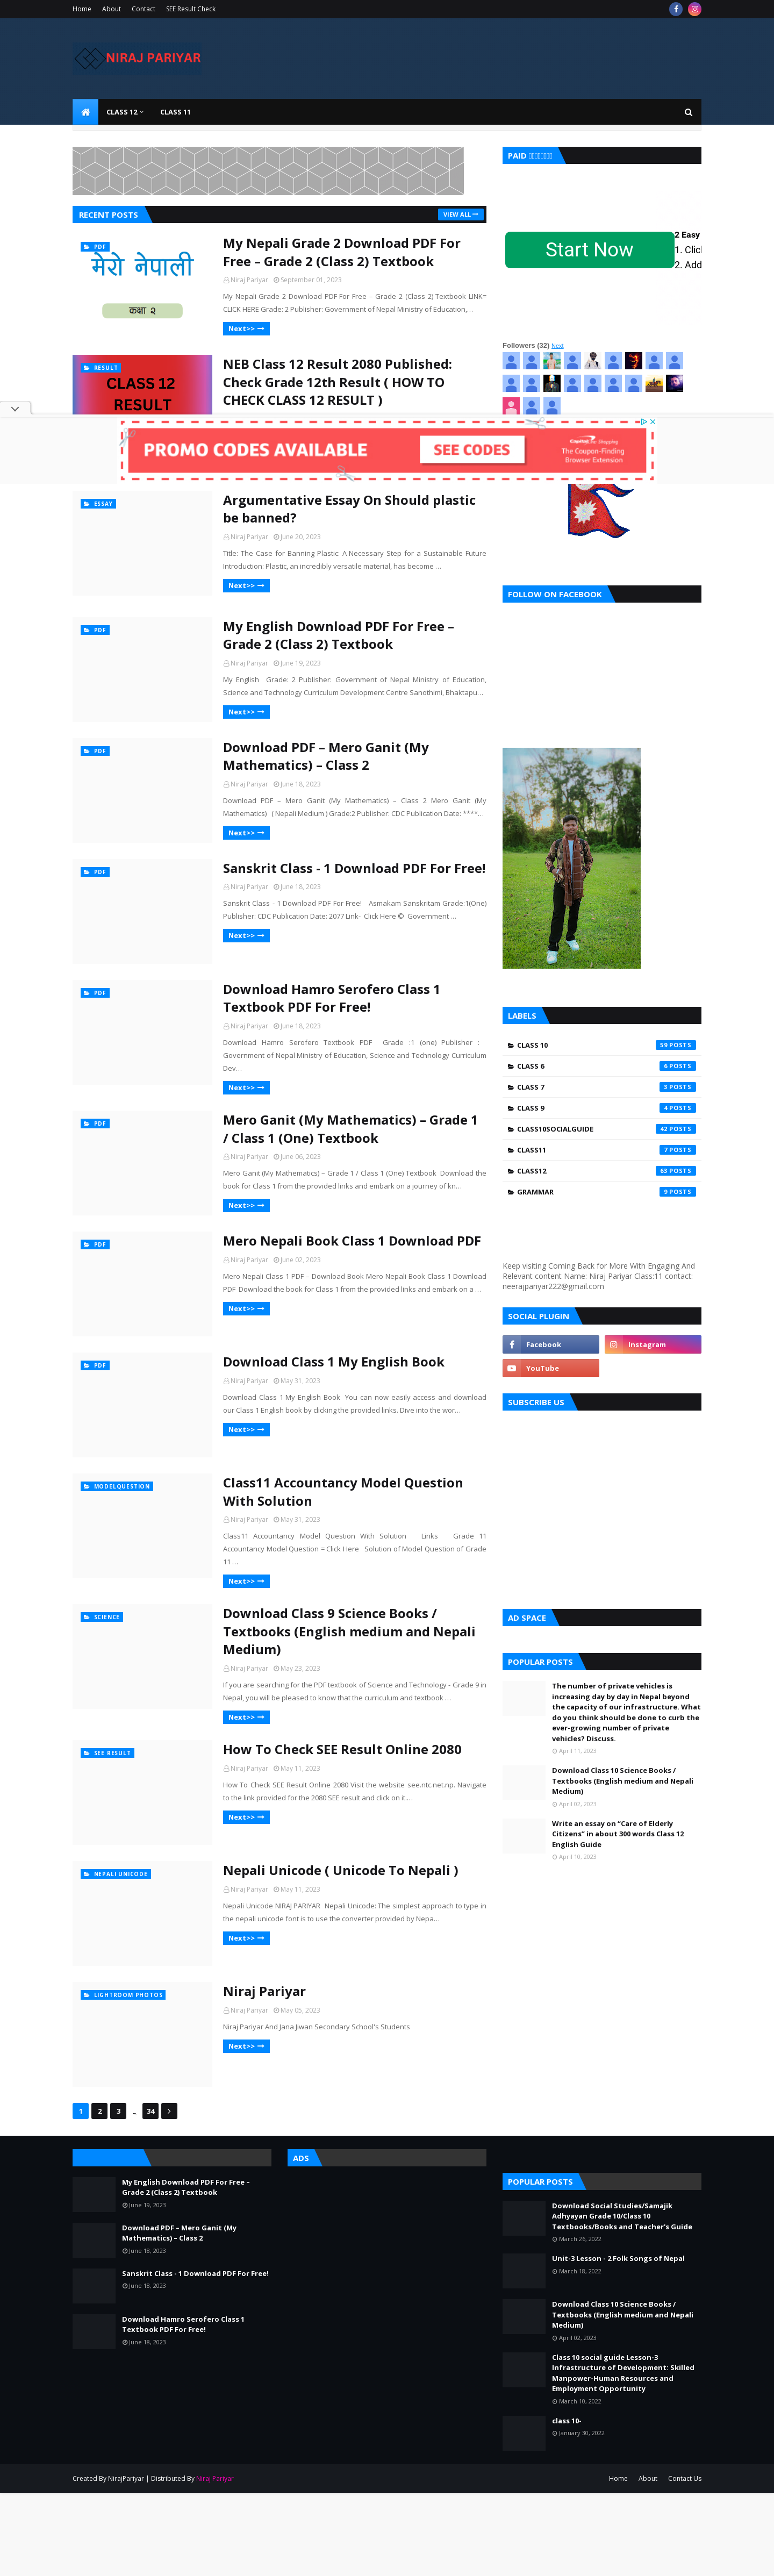 Home About Contact SEE Result Check
NIRAJ PARIYAR
CLASS 12 CLASS 11
RECENT POSTS VIEW ALL
PDF
मेरो नेपाली
कक्षा २
My Nepali Grade 2 Download PDF For
Free – Grade 2 (Class 2) Textbook
Niraj Pariyar September 01, 2023
My Nepali Grade 2 Download PDF For Free – Grade 2 (Class 2) Textbook LINK=
CLICK HERE Grade: 2 Publisher: Government of Nepal Ministry of Education,…
Next>>
RESULT
CLASS 12
RESULT
NEB Class 12 Result 2080 Published:
Check Grade 12th Result ( HOW TO
CHECK CLASS 12 RESULT )
PROMO CODES AVAILABLE SEE CODES
The Coupon-Finding
Browser Extension
ESSAY
Argumentative Essay On Should plastic
be banned?
Niraj Pariyar June 20, 2023
Title: The Case for Banning Plastic: A Necessary Step for a Sustainable Future
Introduction: Plastic, an incredibly versatile material, has become …
Next>>
PDF
My English Download PDF For Free –
Grade 2 (Class 2) Textbook
Niraj Pariyar June 19, 2023
My English Grade: 2 Publisher: Government of Nepal Ministry of Education,
Science and Technology Curriculum Development Centre Sanothimi, Bhaktapu…
Next>>
PDF
Download PDF – Mero Ganit (My
Mathematics) – Class 2
Niraj Pariyar June 18, 2023
Download PDF – Mero Ganit (My Mathematics) – Class 2 Mero Ganit (My
Mathematics) ( Nepali Medium ) Grade:2 Publisher: CDC Publication Date: ****…
Next>>
PDF
Sanskrit Class - 1 Download PDF For Free!
Niraj Pariyar June 18, 2023
Sanskrit Class - 1 Download PDF For Free! Asmakam Sanskritam Grade:1(One)
Publisher: CDC Publication Date: 2077 Link- Click Here © Government …
Next>>
PDF
Download Hamro Serofero Class 1
Textbook PDF For Free!
Niraj Pariyar June 18, 2023
Download Hamro Serofero Textbook PDF Grade :1 (one) Publisher :
Government of Nepal Ministry of Education, Science and Technology Curriculum
Dev…
Next>>
PDF
Mero Ganit (My Mathematics) – Grade 1
/ Class 1 (One) Textbook
Niraj Pariyar June 06, 2023
Mero Ganit (My Mathematics) – Grade 1 / Class 1 (One) Textbook Download the
book for Class 1 from the provided links and embark on a journey of kn…
Next>>
PDF
Mero Nepali Book Class 1 Download PDF
Niraj Pariyar June 02, 2023
Mero Nepali Class 1 PDF – Download Book Mero Nepali Book Class 1 Download
PDF Download the book for Class 1 from the provided links and embark on a …
Next>>
PDF
Download Class 1 My English Book
Niraj Pariyar May 31, 2023
Download Class 1 My English Book You can now easily access and download
our Class 1 English book by clicking the provided links. Dive into the wor…
Next>>
MODELQUESTION
Class11 Accountancy Model Question
With Solution
Niraj Pariyar May 31, 2023
Class11 Accountancy Model Question With Solution Links Grade 11
Accountancy Model Question = Click Here Solution of Model Question of Grade
11 …
Next>>
SCIENCE
Download Class 9 Science Books /
Textbooks (English medium and Nepali
Medium)
Niraj Pariyar May 23, 2023
If you are searching for the PDF textbook of Science and Technology - Grade 9 in
Nepal, you will be pleased to know that the curriculum and textbook …
Next>>
SEE RESULT
How To Check SEE Result Online 2080
Niraj Pariyar May 11, 2023
How To Check SEE Result Online 2080 Visit the website see.ntc.net.np. Navigate
to the link provided for the 2080 SEE result and click on it.…
Next>>
NEPALI UNICODE
Nepali Unicode ( Unicode To Nepali )
Niraj Pariyar May 11, 2023
Nepali Unicode NIRAJ PARIYAR Nepali Unicode: The simplest approach to type in
the nepali unicode font is to use the converter provided by Nepa…
Next>>
LIGHTROOM PHOTOS
Niraj Pariyar
Niraj Pariyar May 05, 2023
Niraj Pariyar And Jana Jiwan Secondary School's Students
Next>>
1 2 3 ... 34
PAID
Start Now
2 Easy
1. Clicl
2. Add
Followers (32) Next
FOLLOW ON FACEBOOK
LABELS
CLASS 10 59 POSTS
CLASS 6 6 POSTS
CLASS 7 3 POSTS
CLASS 9 4 POSTS
CLASS10SOCIALGUIDE 42 POSTS
CLASS11 7 POSTS
CLASS12 63 POSTS
GRAMMAR 9 POSTS
Keep visiting Coming Back for More With Engaging And
Relevant content Name: Niraj Pariyar Class:11 contact:
neerajpariyar222@gmail.com
SOCIAL PLUGIN
Facebook Instagram
YouTube
SUBSCRIBE US
AD SPACE
POPULAR POSTS
The number of private vehicles is
increasing day by day in Nepal beyond
the capacity of our infrastructure. What
do you think should be done to curb the
ever-growing number of private
vehicles? Discuss.
April 11, 2023
Download Class 10 Science Books /
Textbooks (English medium and Nepali
Medium)
April 02, 2023
Write an essay on “Care of Elderly
Citizens” in about 300 words Class 12
English Guide
April 10, 2023
My English Download PDF For Free –
Grade 2 (Class 2) Textbook
June 19, 2023
Download PDF – Mero Ganit (My
Mathematics) – Class 2
June 18, 2023
Sanskrit Class - 1 Download PDF For Free!
June 18, 2023
Download Hamro Serofero Class 1
Textbook PDF For Free!
June 18, 2023
ADS
POPULAR POSTS
Download Social Studies/Samajik
Adhyayan Grade 10/Class 10
Textbooks/Books and Teacher's Guide
March 26, 2022
Unit-3 Lesson - 2 Folk Songs of Nepal
March 18, 2022
Download Class 10 Science Books /
Textbooks (English medium and Nepali
Medium)
April 02, 2023
Class 10 social guide Lesson-3
Infrastructure of Development: Skilled
Manpower-Human Resources and
Employment Opportunity
March 10, 2022
class 10-
January 30, 2022
Created By NirajPariyar | Distributed By Niraj Pariyar
Home About Contact Us